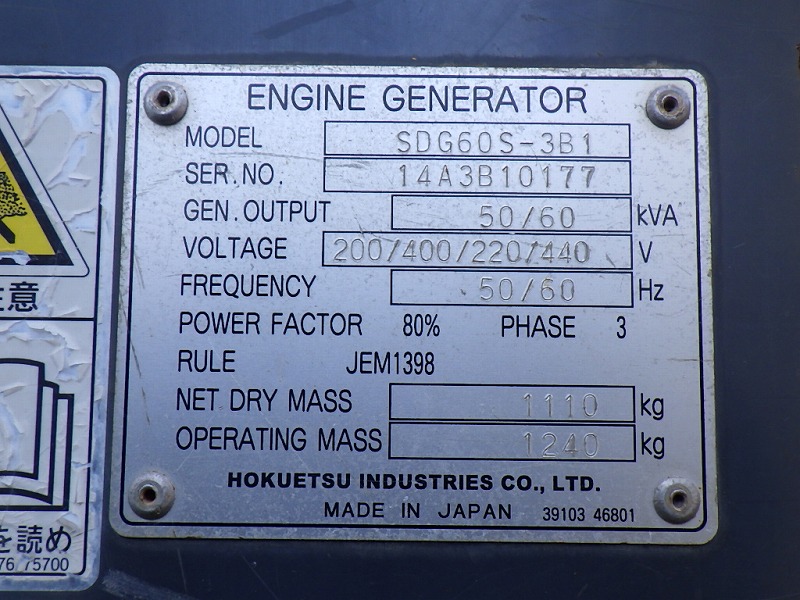 ENGINE GENERATOR
MODEL SDG60S-3B1
SER.NO. 14A3B10177
GEN.OUTPUT 50/60 kVA
VOLTAGE 200/400/220/440 V
FREQUENCY 50/60 Hz
POWER FACTOR 80% PHASE 3
RULE JEM1398
NET DRY MASS 1110 kg
OPERATING MASS 1240 kg
HOKUETSU INDUSTRIES CO., LTD.
MADE IN JAPAN 39103 46801
注意
を読め
76 75700